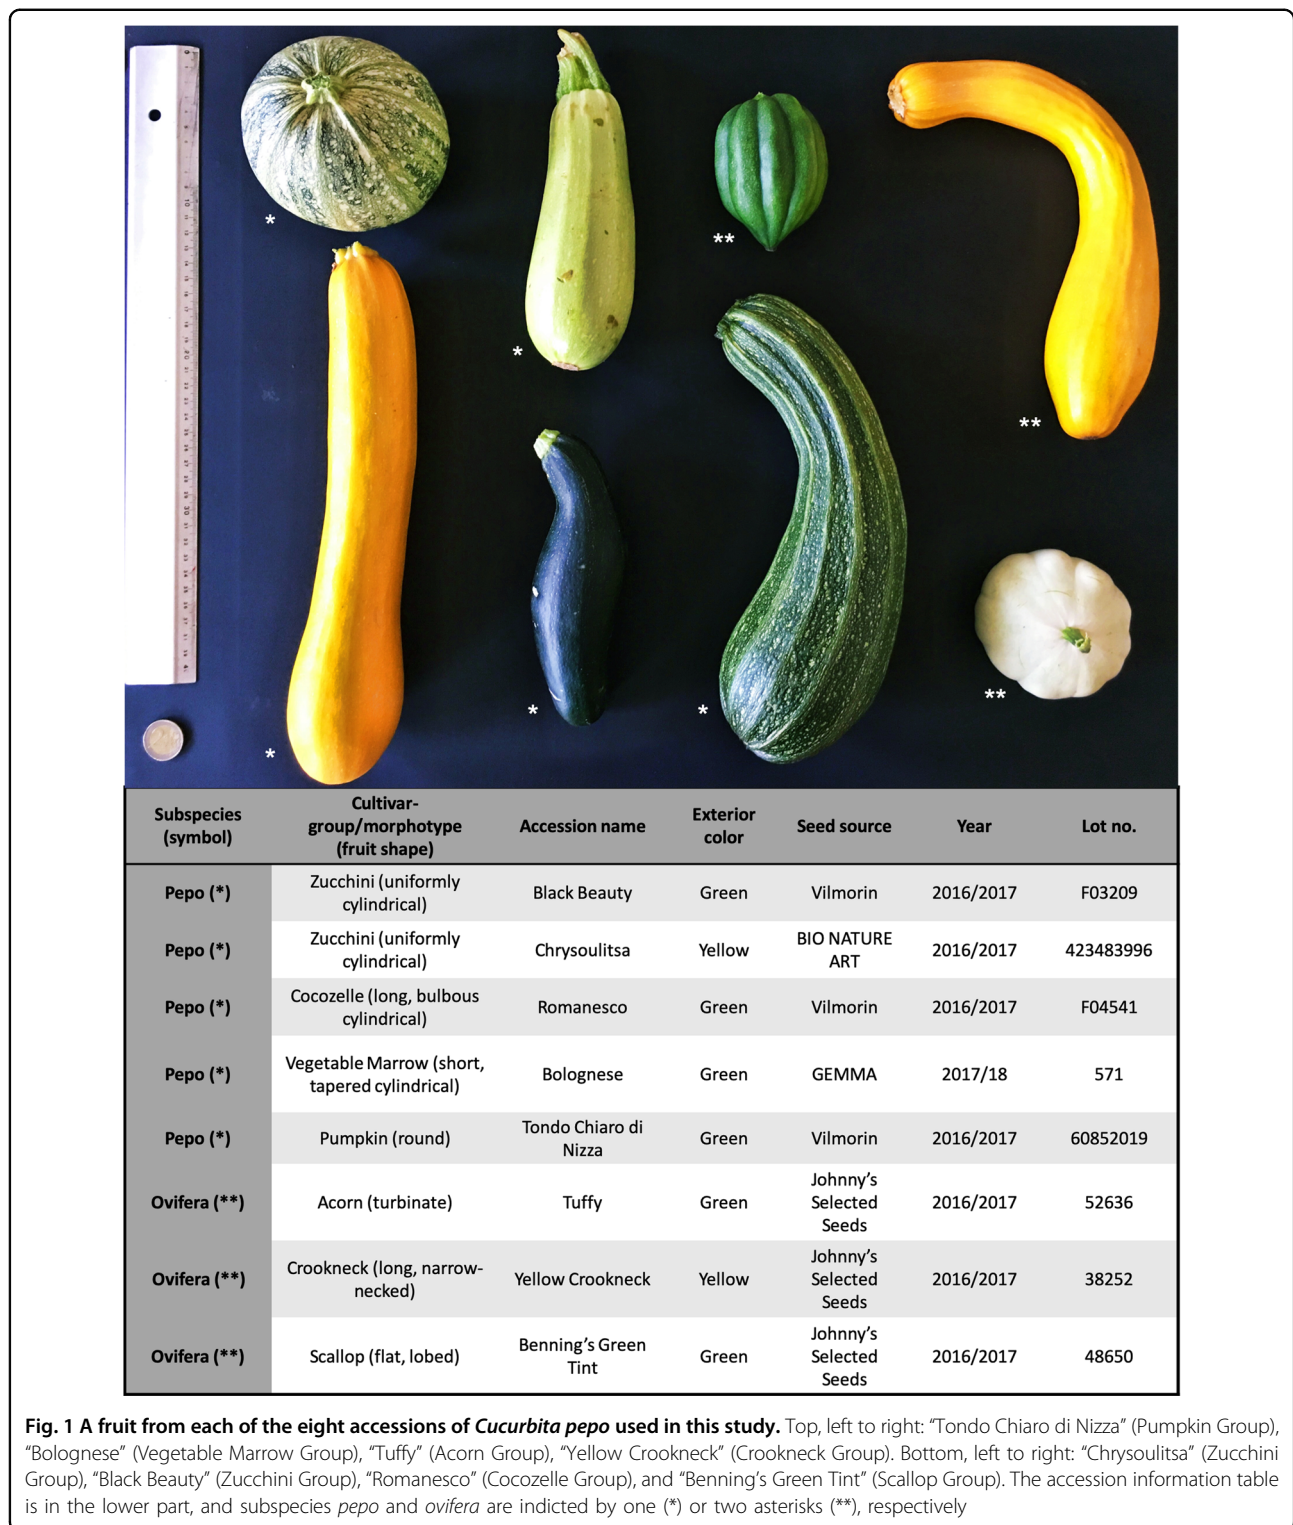 *
*
**
**
*
*
*
**
Subspecies
(symbol)
Cultivar-
group/morphotype
(fruit shape)
Accession name
Exterior
color
Seed source
Year
Lot no.
Pepo (*)
Zucchini (uniformly
cylindrical)
Black Beauty
Green
Vilmorin
2016/2017
F03209
Pepo (*)
Zucchini (uniformly
cylindrical)
Chrysoulitsa
Yellow
BIO NATURE
ART
2016/2017
423483996
Pepo (*)
Cocozelle (long, bulbous
cylindrical)
Romanesco
Green
Vilmorin
2016/2017
F04541
Pepo (*)
Vegetable Marrow (short,
tapered cylindrical)
Bolognese
Green
GEMMA
2017/18
571
Pepo (*)
Pumpkin (round)
Tondo Chiaro di
Nizza
Green
Vilmorin
2016/2017
60852019
Ovifera (**)
Acorn (turbinate)
Tuffy
Green
Johnny's
Selected
Seeds
2016/2017
52636
Ovifera (**)
Crookneck (long, narrow-
necked)
Yellow Crookneck
Yellow
Johnny's
Selected
Seeds
2016/2017
38252
Ovifera (**)
Scallop (flat, lobed)
Benning's Green
Tint
Green
Johnny's
Selected
Seeds
2016/2017
48650
Fig. 1 A fruit from each of the eight accessions of Cucurbita pepo used in this study. Top, left to right: "Tondo Chiaro di Nizza" (Pumpkin Group),
"Bolognese" (Vegetable Marrow Group), "Tuffy" (Acorn Group), "Yellow Crookneck" (Crookneck Group). Bottom, left to right: "Chrysoulitsa" (Zucchini
Group), "Black Beauty" (Zucchini Group), "Romanesco" (Cocozelle Group), and "Benning's Green Tint" (Scallop Group). The accession information table
is in the lower part, and subspecies pepo and ovifera are indicted by one (*) or two asterisks (**), respectively